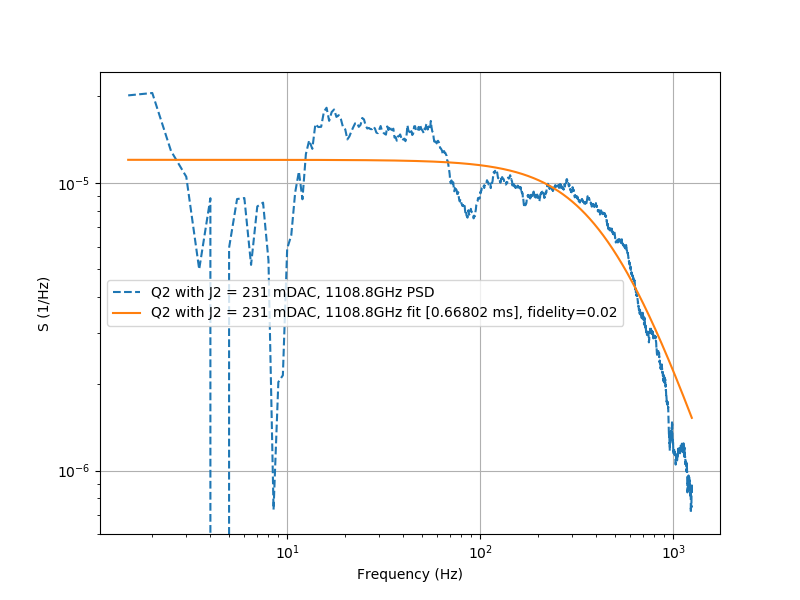 10⁻⁵
10⁻⁶
S (1/Hz)
Q2 with J2 = 231 mDAC, 1108.8GHz PSD
Q2 with J2 = 231 mDAC, 1108.8GHz fit [0.66802 ms], fidelity=0.02
10¹ 10² 10³
Frequency (Hz)